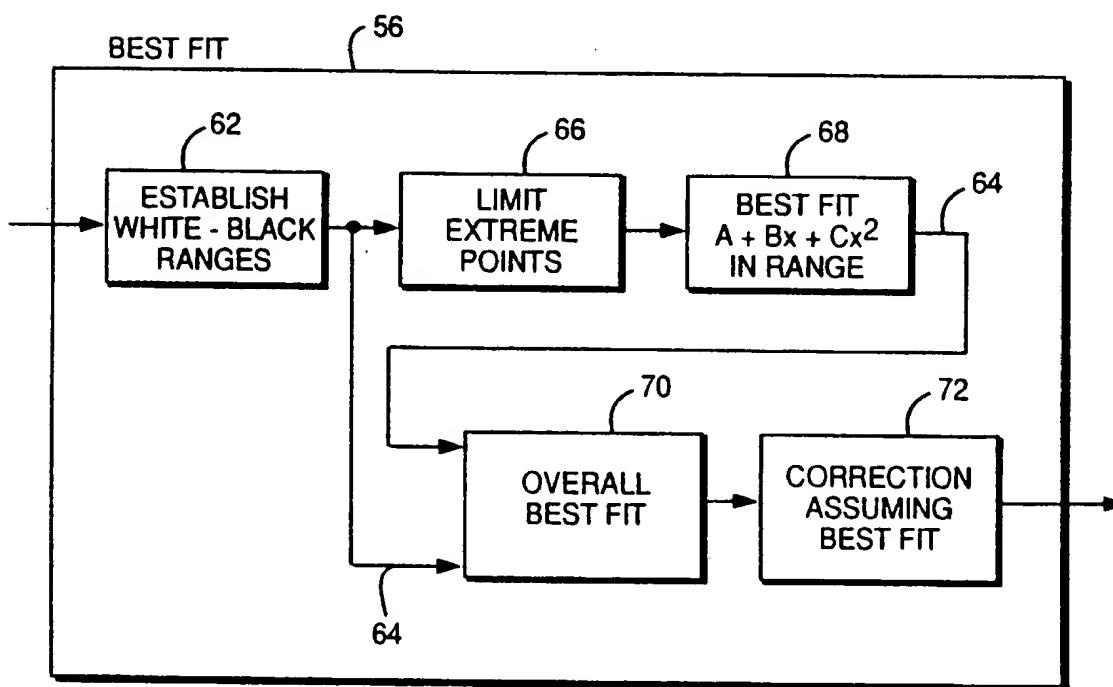 BEST FIT
56
62
66
68
64
ESTABLISH
WHITE - BLACK
RANGES
LIMIT
EXTREME
POINTS
BEST FIT
A + Bx + Cx²
IN RANGE
70
72
OVERALL
BEST FIT
CORRECTION
ASSUMING
BEST FIT
64